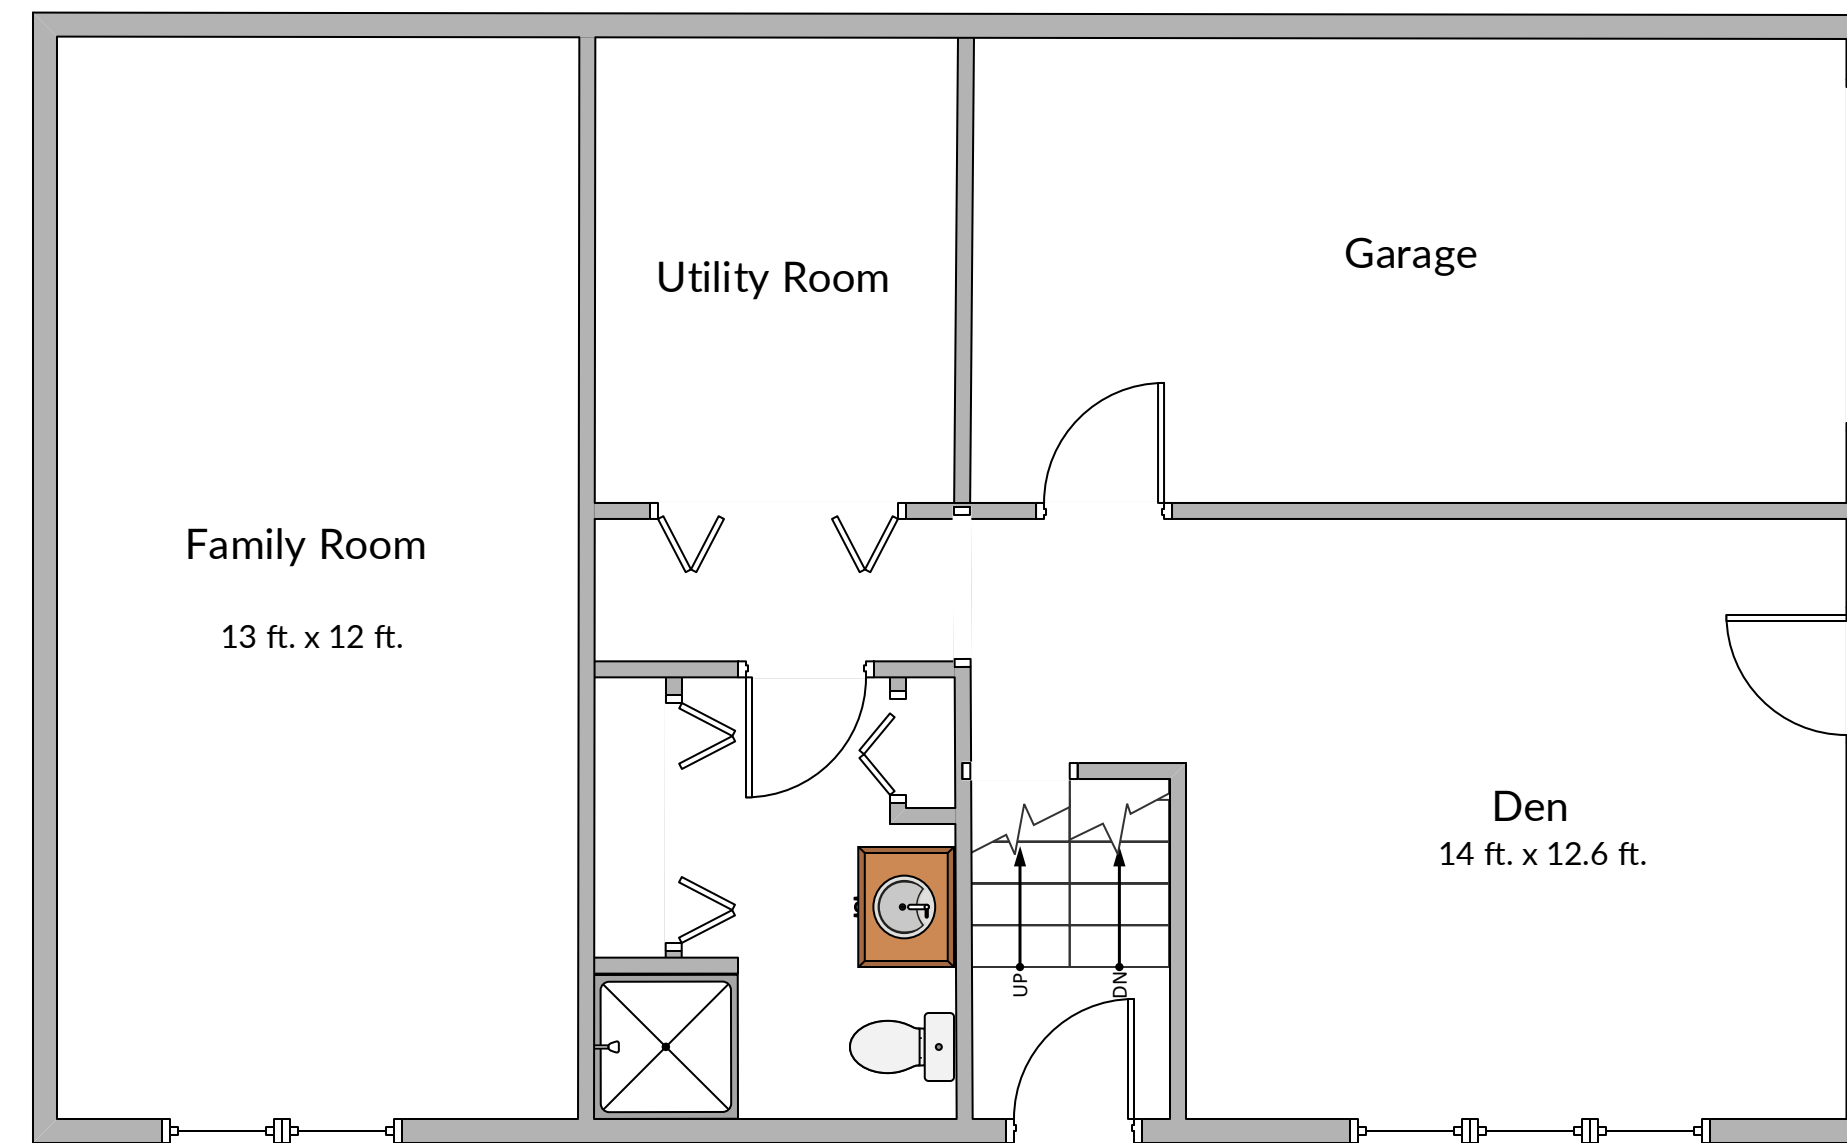 Garage
Utility Room
Family Room
13 ft. x 12 ft.
Den
14 ft. x 12.6 ft.
UP
DN